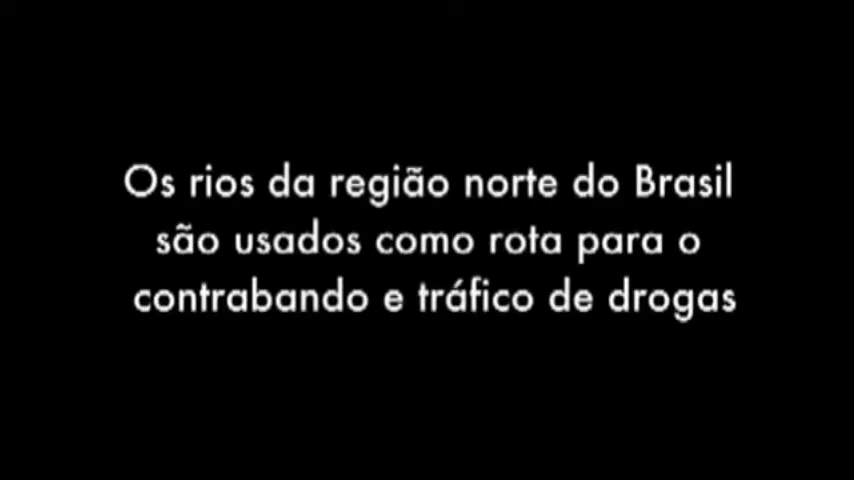 Os rios da região norte do Brasil
são usados como rota para o
contrabando e tráfico de drogas